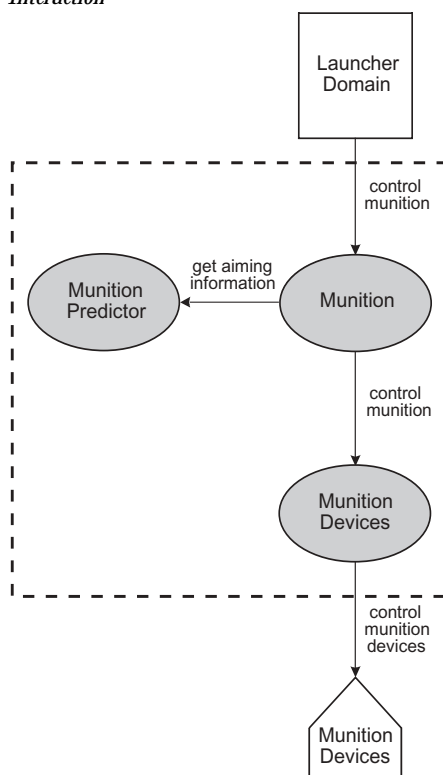 Interaction
Launcher
Domain
control
munition
get aiming
information
Munition
Predictor
Munition
control
munition
Munition
Devices
control
munition
devices
Munition
Devices